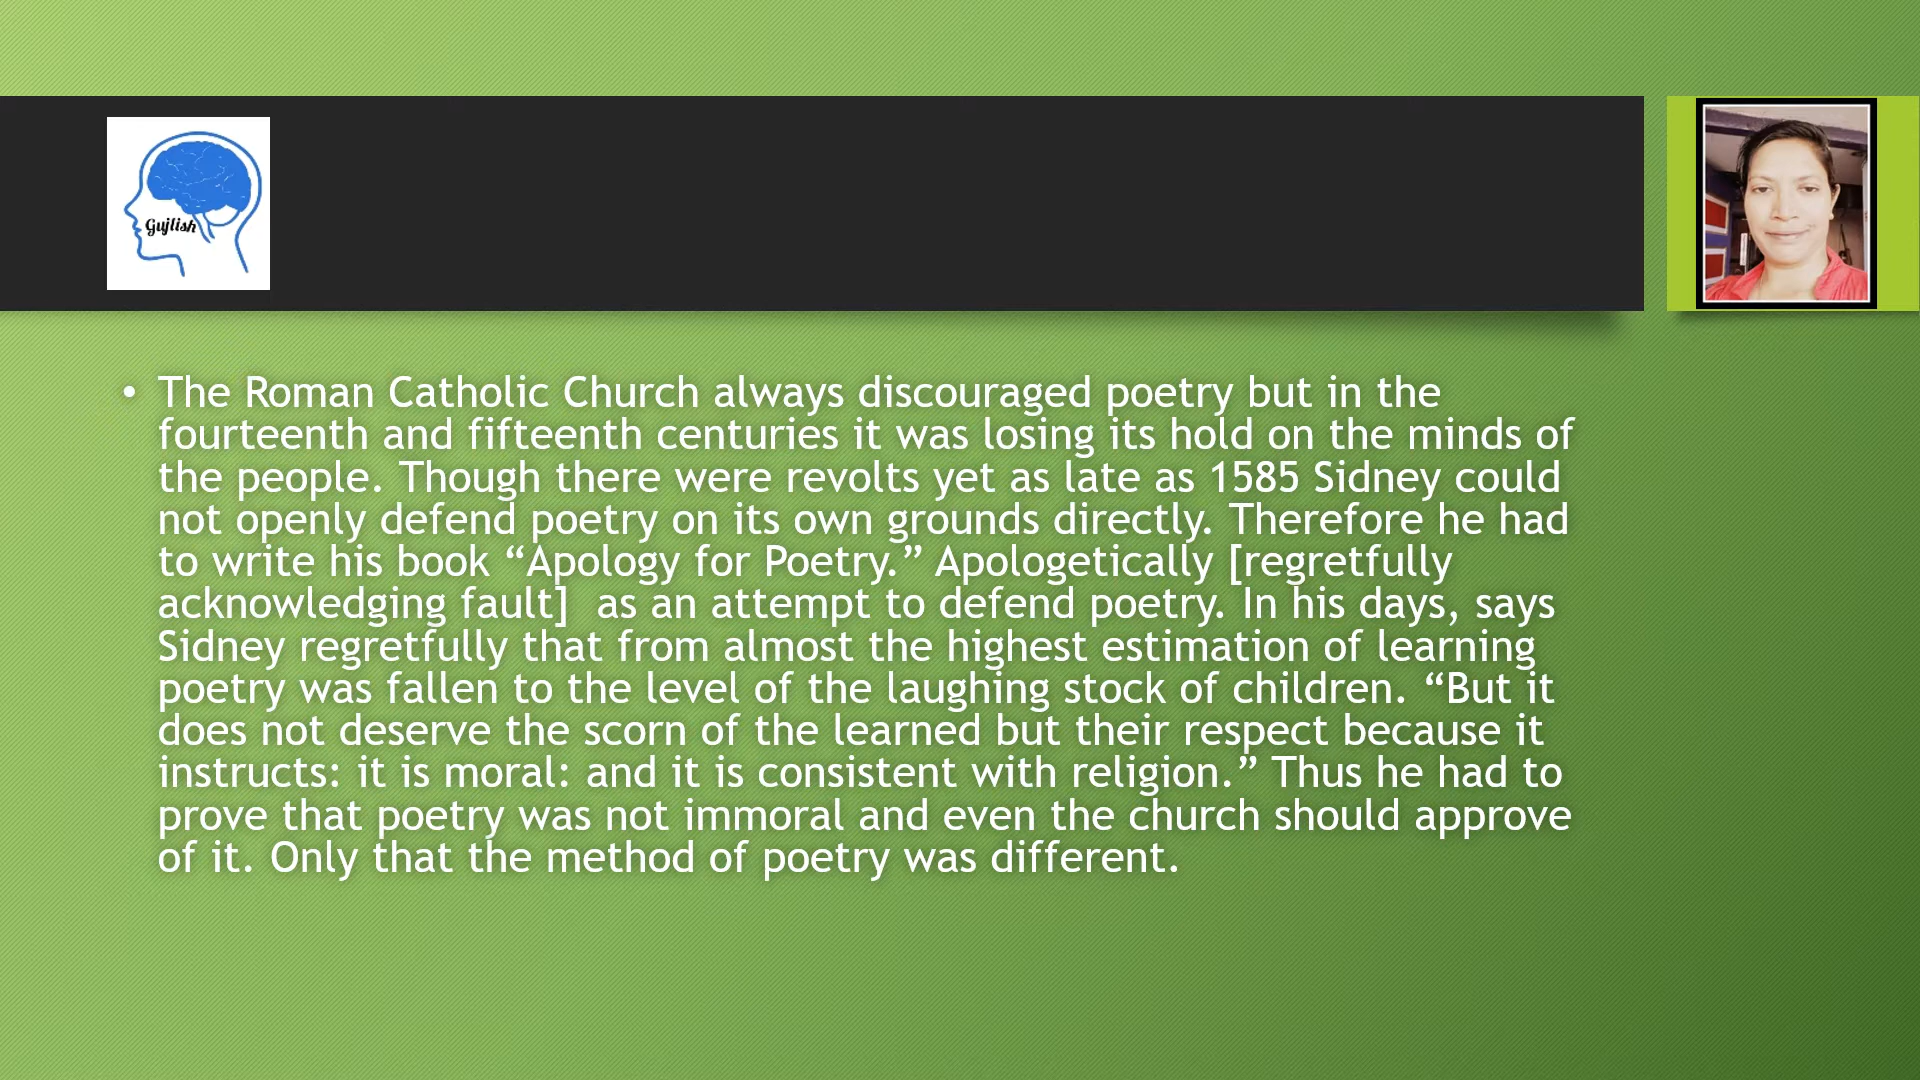 Gujlish
• The Roman Catholic Church always discouraged poetry but in the
fourteenth and fifteenth centuries it was losing its hold on the minds of
the people. Though there were revolts yet as late as 1585 Sidney could
not openly defend poetry on its own grounds directly. Therefore he had
to write his book “Apology for Poetry.” Apologetically [regretfully
acknowledging fault]  as an attempt to defend poetry. In his days, says
Sidney regretfully that from almost the highest estimation of learning
poetry was fallen to the level of the laughing stock of children. “But it
does not deserve the scorn of the learned but their respect because it
instructs: it is moral: and it is consistent with religion.” Thus he had to
prove that poetry was not immoral and even the church should approve
of it. Only that the method of poetry was different.